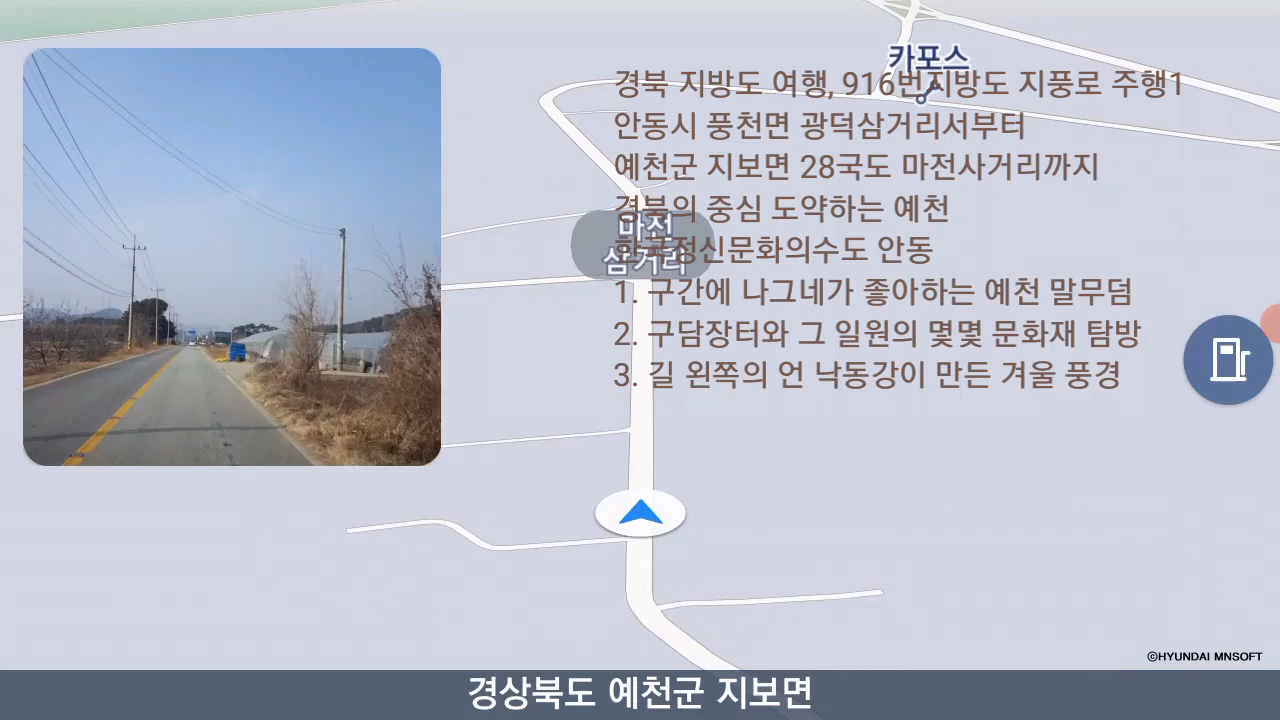 카포스
경북 지방도 여행, 916번지방도 지풍로 주행1
안동시 풍천면 광덕삼거리서부터
예천군 지보면 28국도 마전사거리까지
경북의 중심 도약하는 예천
마전
삼거리
한국정신문화의수도 안동
1. 구간에 나그네가 좋아하는 예천 말무덤
2. 구담장터와 그 일원의 몇몇 문화재 탐방
3. 길 왼쪽의 언 낙동강이 만든 겨울 풍경
©HYUNDAI MNSOFT
경상북도 예천군 지보면